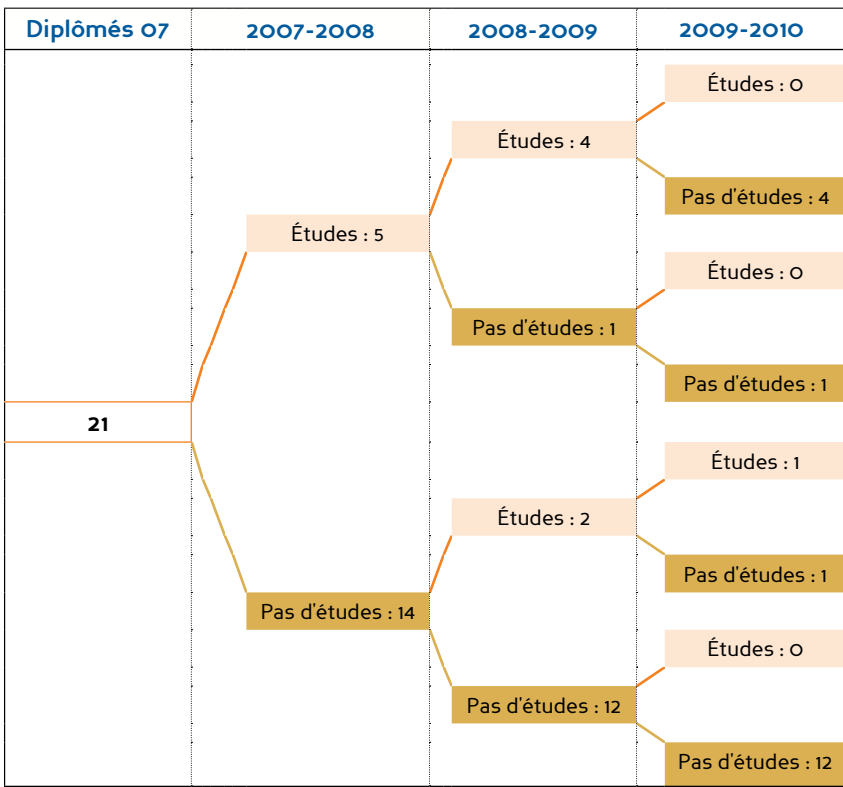 Diplômés 07 2007-2008 2008-2009 2009-2010
Études : 0
Études : 4
Pas d'études : 4
Études : 5
Études : 0
Pas d'études : 1
Pas d'études : 1
21
Études : 1
Études : 2
Pas d'études : 1
Pas d'études : 14
Études : 0
Pas d'études : 12
Pas d'études : 12